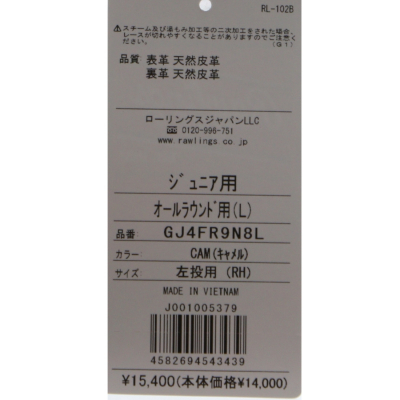 RL-102B
⚠スチーム及び湯もみ加工等の二次加工をされた場合、
レースが切れやすくなることがありますのでご注意ください。
(G1)
品質 表革 天然皮革
裏革 天然皮革
ローリングスジャパンLLC
0120-998-751
www.rawlings.co.jp
ジュニア用
オールラウンド用(L)
品番 GJ4FR9N8L
カラー CAM(キャメル)
サイズ 左投用 (RH)
MADE IN VIETNAM
J001005379
4582694543439
¥15,400(本体価格¥14,000)